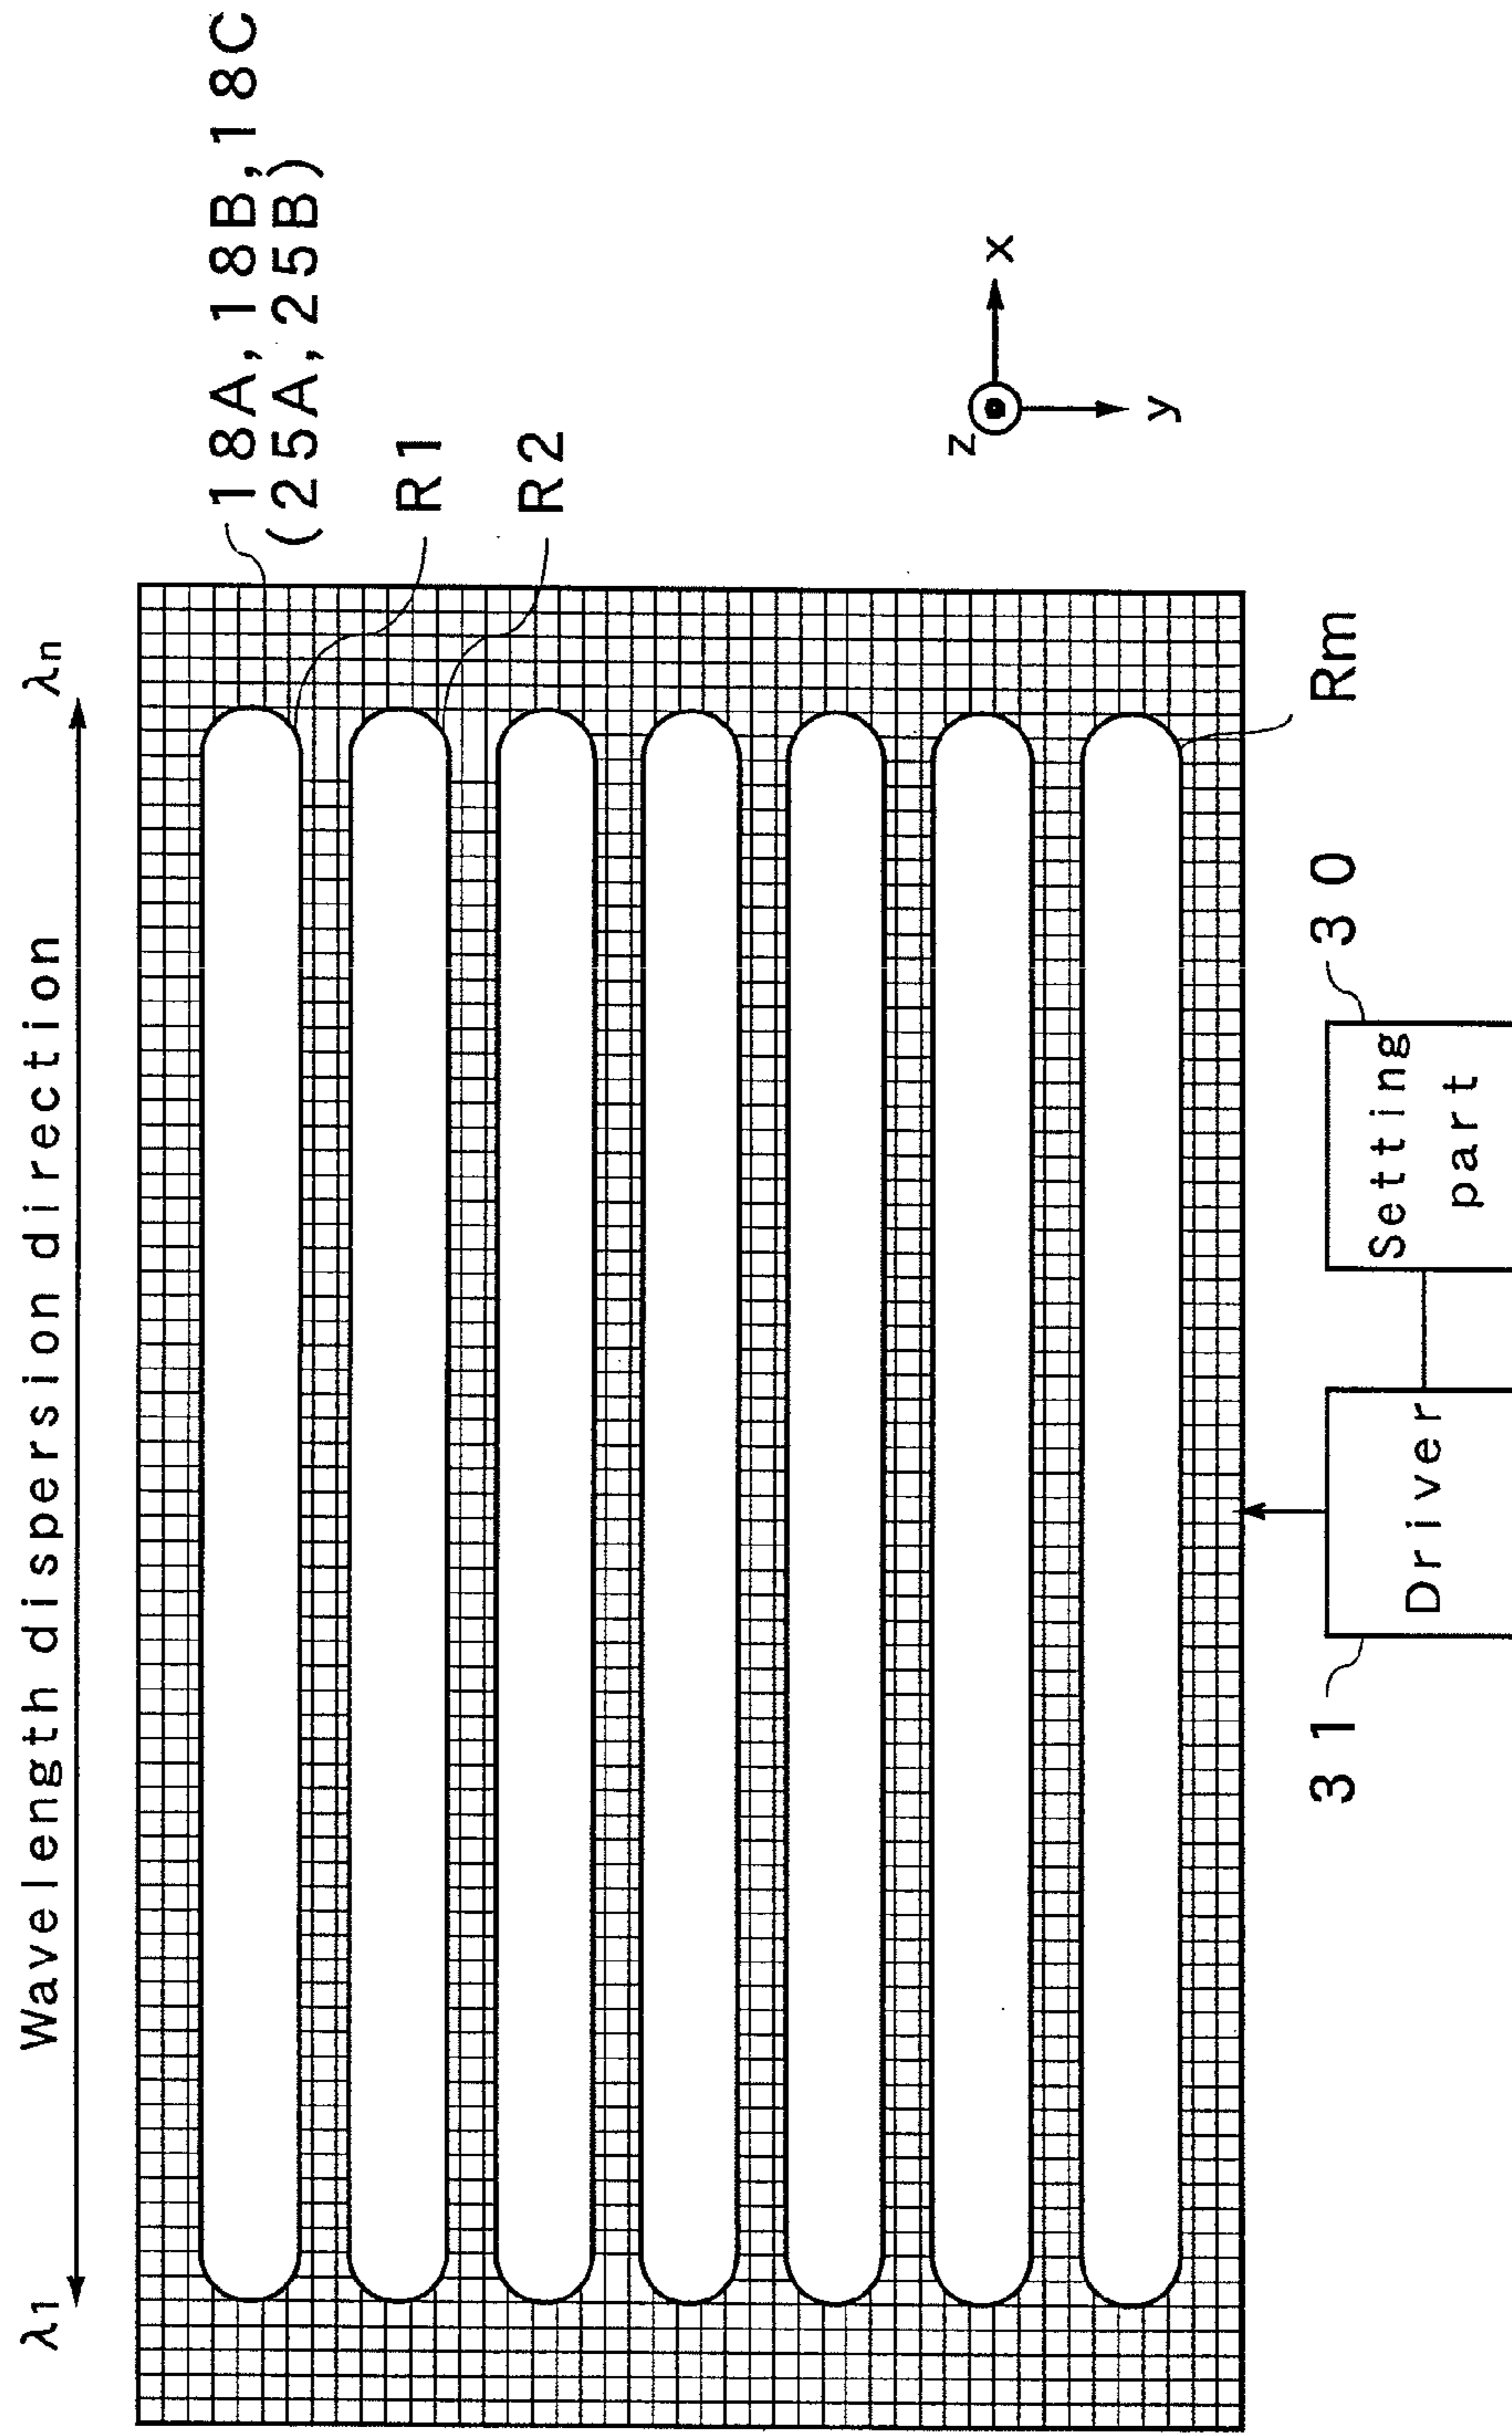 Wavelength dispersion direction
λ1
λn
18A, 18B, 18C
(25A, 25B)
R1
R2
x
y
z
Rm
Setting
part
30
Driver
31